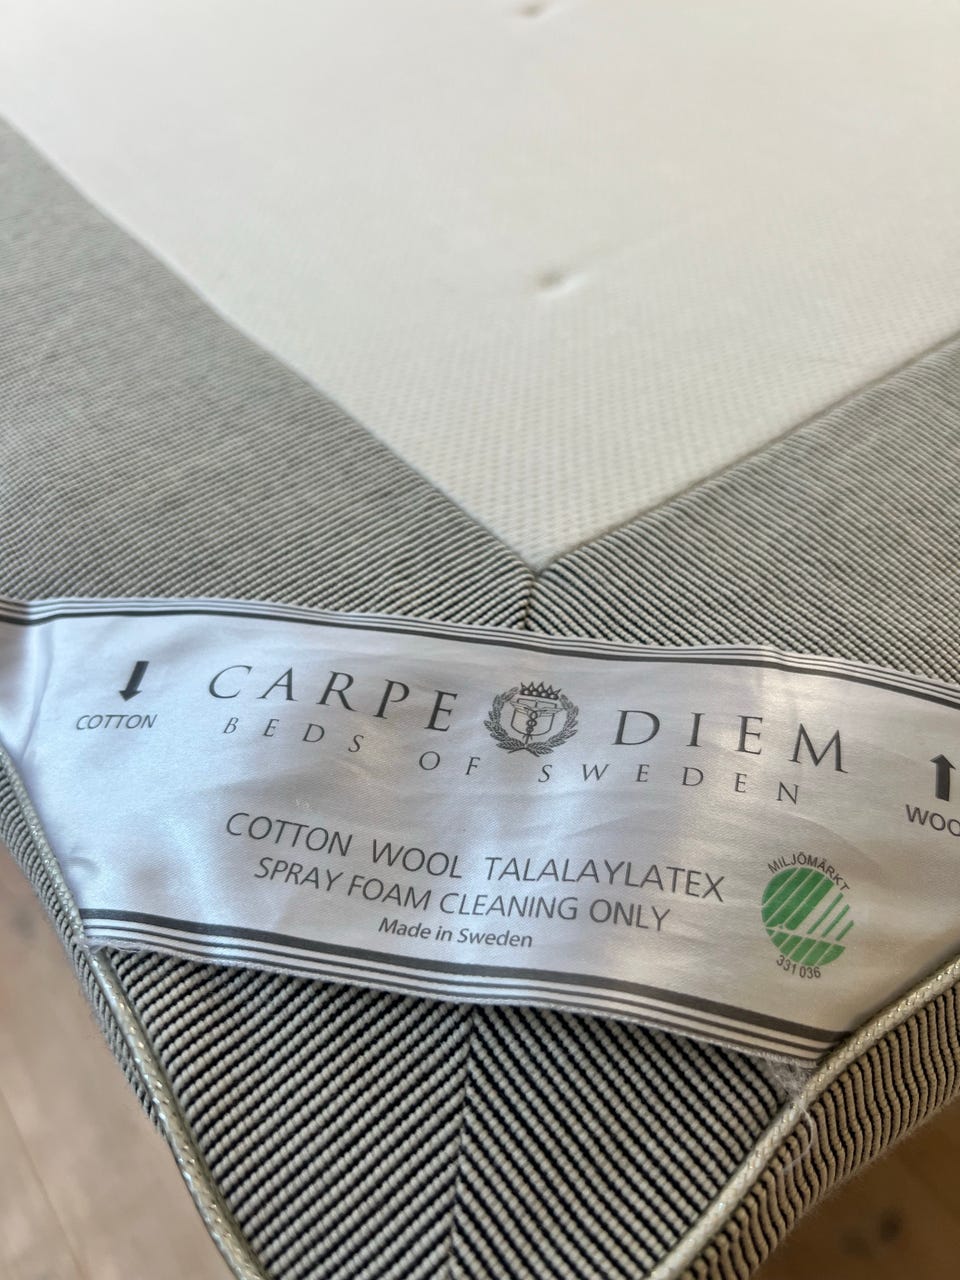 CARPE DIEM
BEDS OF SWEDEN
COTTON
COTTON WOOL TALALAYLATEX
SPRAY FOAM CLEANING ONLY
Made in Sweden
MILJÖMÄRKT
331 036